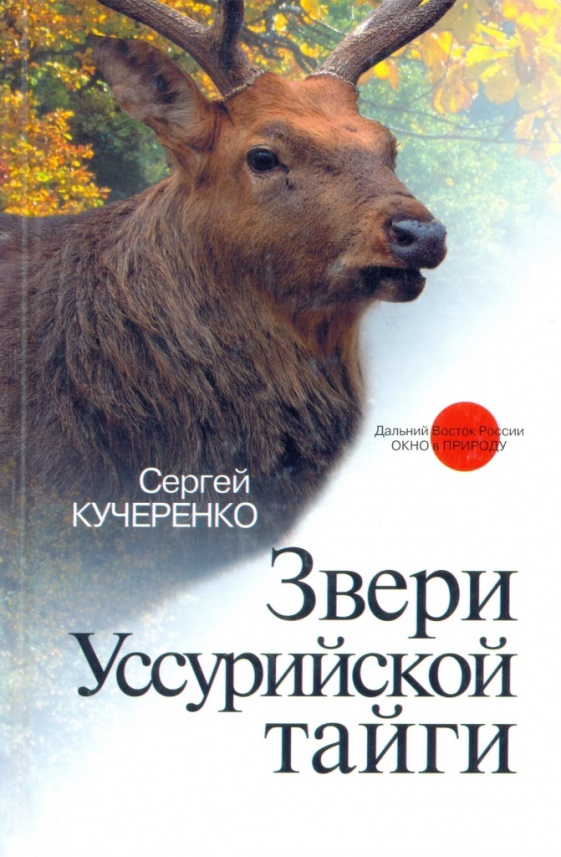 Дальний Восток России
ОКНО в ПРИРОДУ
Сергей
КУЧЕРЕНКО
Звери
Уссурийской
тайги